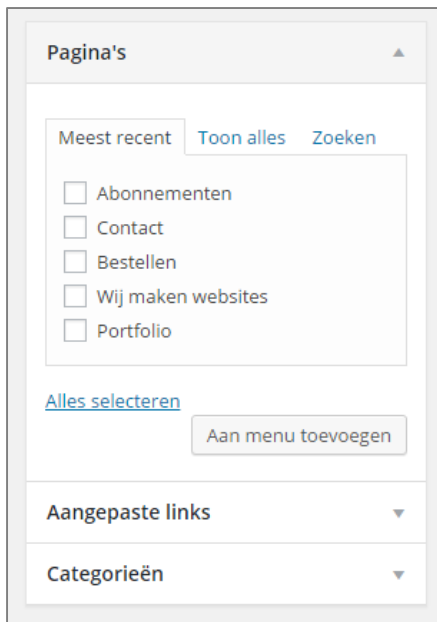 Pagina's
Meest recent Toon alles Zoeken
Abonnementen
Contact
Bestellen
Wij maken websites
Portfolio
Alles selecteren
Aan menu toevoegen
Aangepaste links
Categorieën